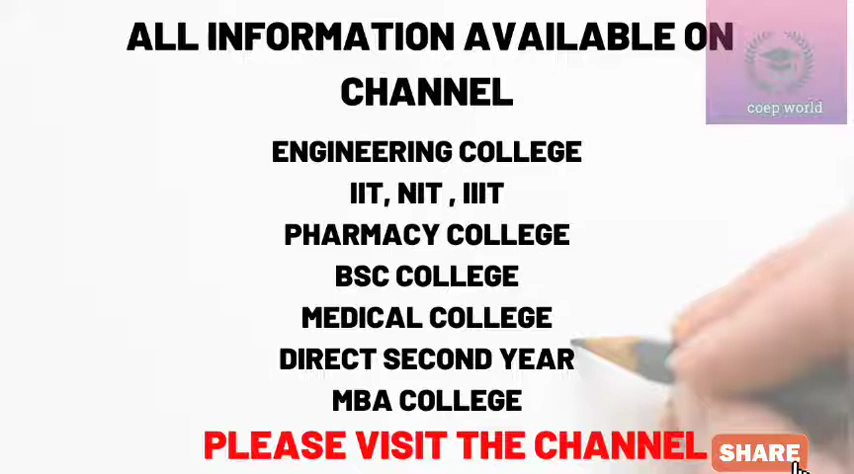 ALL INFORMATION AVAILABLE ON
CHANNEL
coep world
ENGINEERING COLLEGE
IIT, NIT , IIIT
PHARMACY COLLEGE
BSC COLLEGE
MEDICAL COLLEGE
DIRECT SECOND YEAR
MBA COLLEGE
PLEASE VISIT THE CHANNEL
SHARE